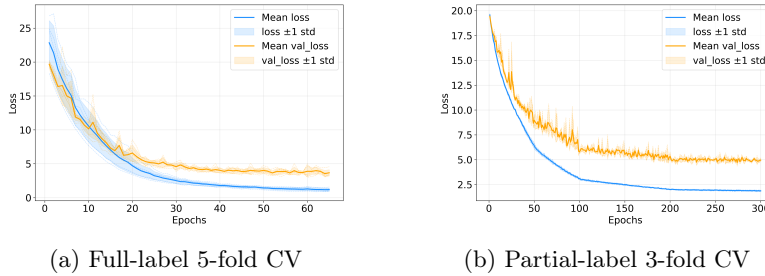 Mean loss
loss ±1 std
Mean val_loss
val_loss ±1 std
25
20
15
10
5
0
Loss
0 10 20 30 40 50 60
Epochs
(a) Full-label 5-fold CV
Mean loss
loss ±1 std
Mean val_loss
val_loss ±1 std
20.0
17.5
15.0
12.5
10.0
7.5
5.0
2.5
Loss
0 50 100 150 200 250 300
Epochs
(b) Partial-label 3-fold CV